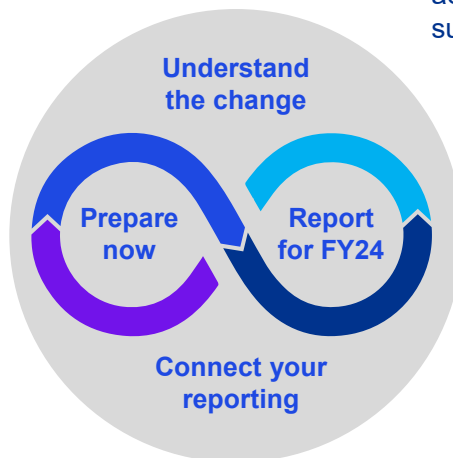 Understand
the change
Prepare
now
Report
for FY24
Connect your
reporting